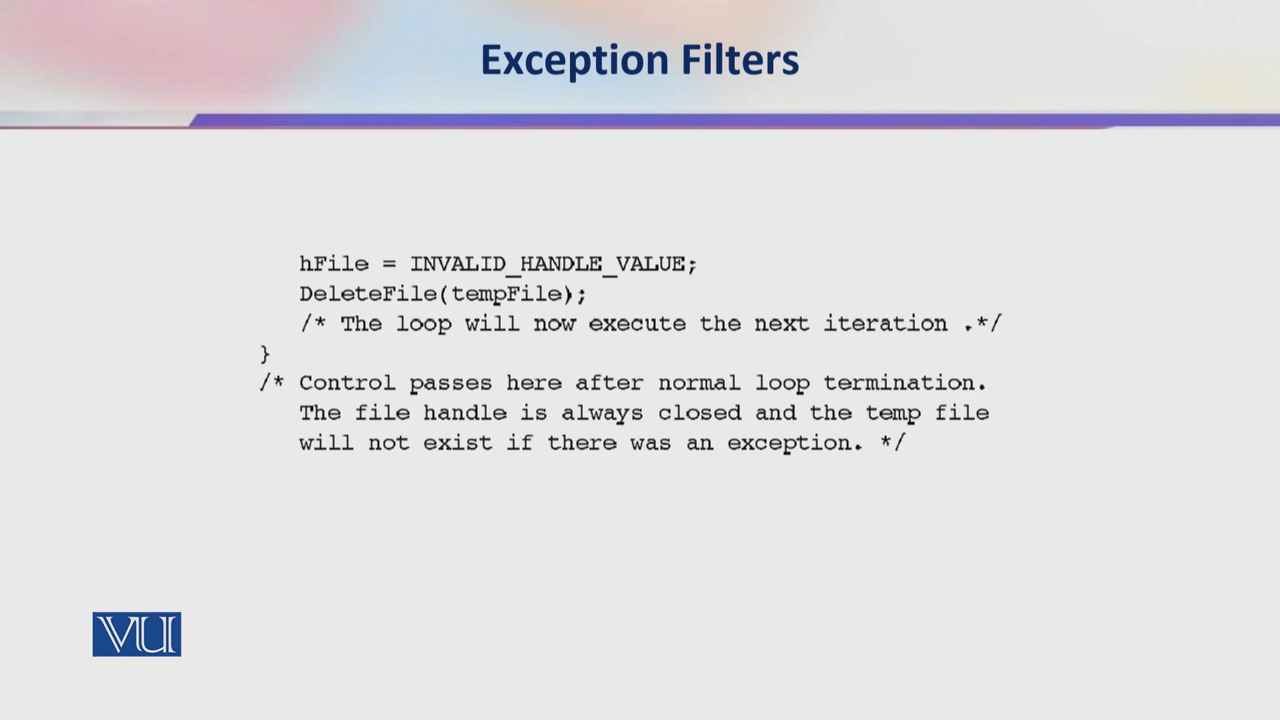 Exception Filters
hFile = INVALID_HANDLE_VALUE;
DeleteFile(tempFile);
/* The loop will now execute the next iteration .*/
}
/* Control passes here after normal loop termination.
The file handle is always closed and the temp file
will not exist if there was an exception. */
VU